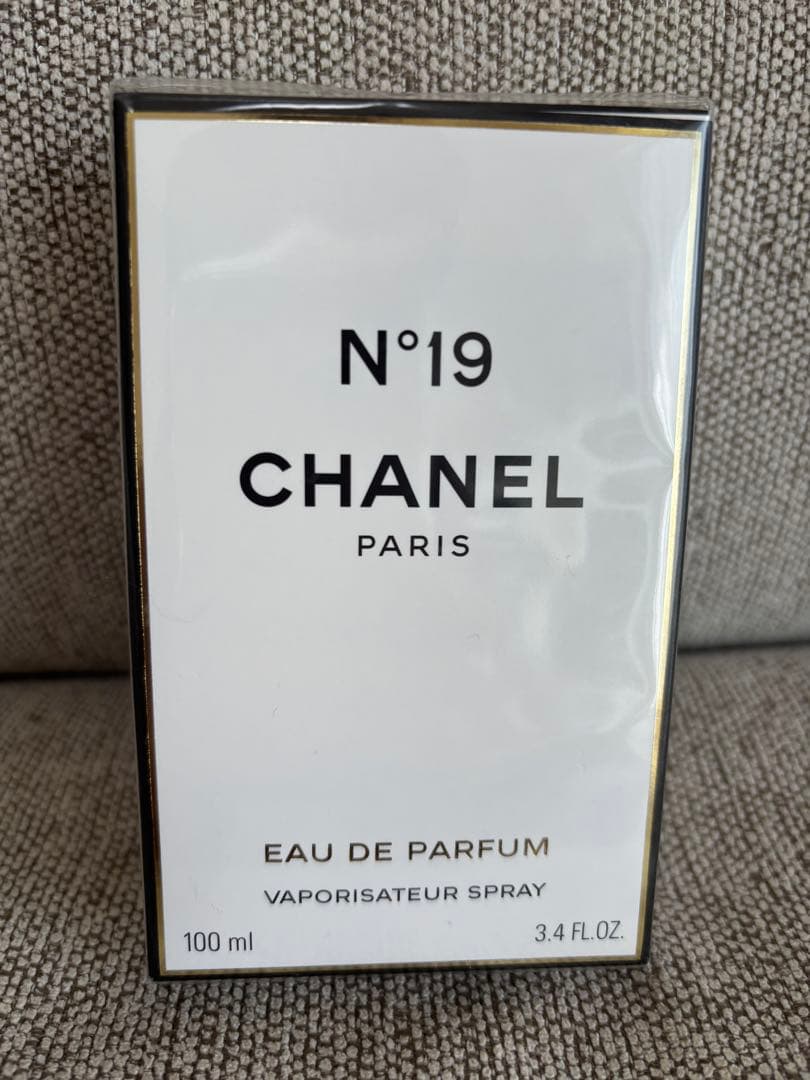 N°19
CHANEL
PARIS
EAU DE PARFUM
VAPORISATEUR SPRAY
100 ml
3.4 FL.OZ.